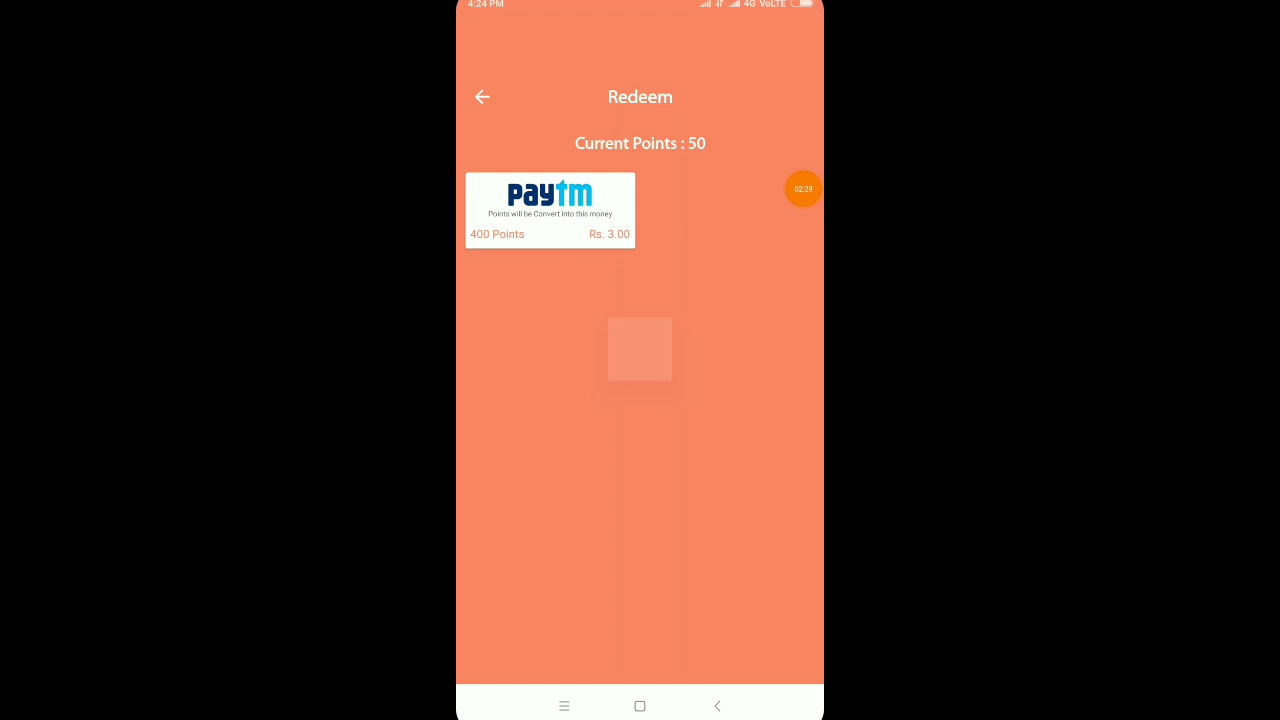 4:24 PM 4G VoLTE
Redeem
Current Points : 50
02:29
paytm
Points will be Convert into this money
400 Points Rs. 3.00